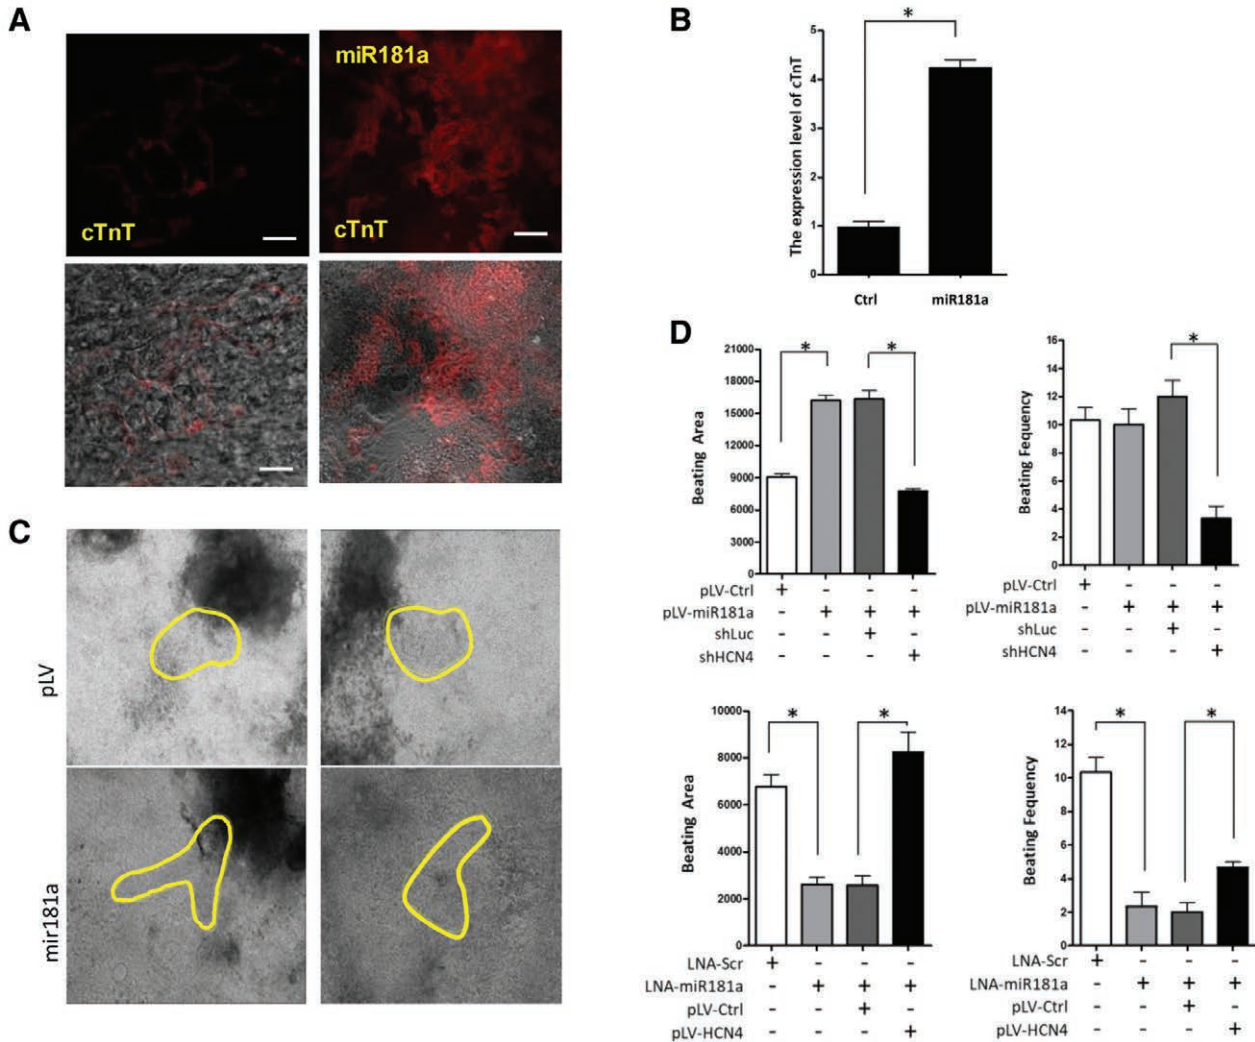 A
miR181a
cTnT
cTnT
B
*
The expression level of cTnT
5
4
3
2
1
0
Ctrl
miR181a
C
pLV
mir181a
D
*
*
Beating Area
21000
18000
15000
12000
9000
6000
3000
0
pLV-Ctrl + - - -
pLV-miR181a - + + +
shLuc - - + -
shHCN4 - - - +
*
Beating Fequency
16
14
12
10
8
6
4
2
0
pLV-Ctrl + - - -
pLV-miR181a - + + +
shLuc - - + -
shHCN4 - - - +
*
*
Beating Area
10000
8000
6000
4000
2000
0
LNA-Scr + - - -
LNA-miR181a - + + +
pLV-Ctrl - - + -
pLV-HCN4 - - - +
*
*
Beating Fequency
14
12
10
8
6
4
2
0
LNA-Scr + - - -
LNA-miR181a - + + +
pLV-Ctrl - - + -
pLV-HCN4 - - - +